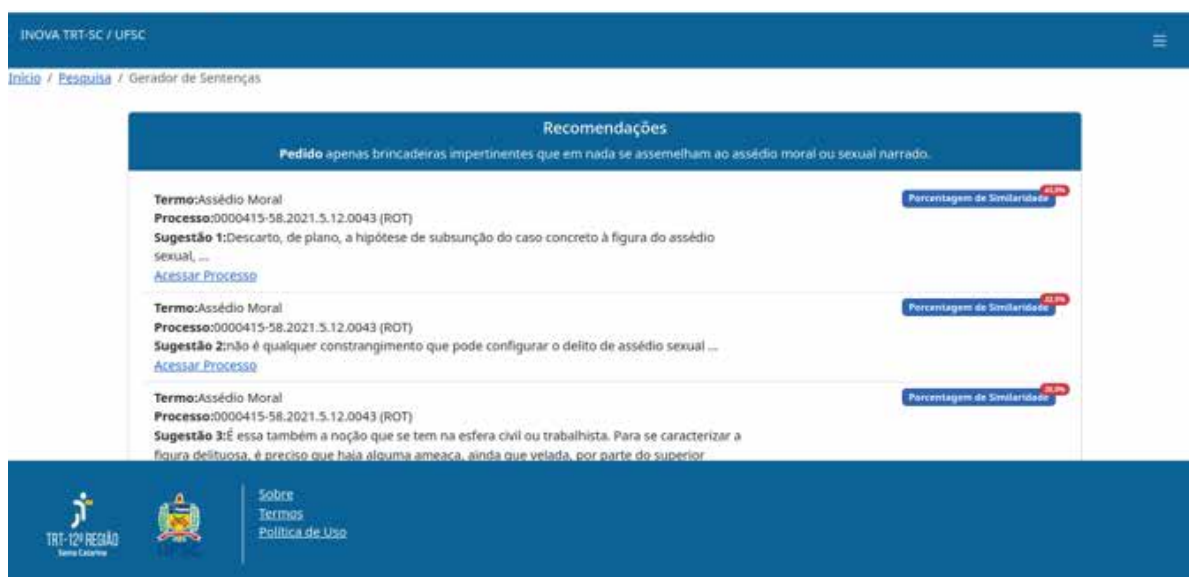 INOVA TRT-SC / UFSC
Início / Pesquisa / Gerador de Sentenças
Recomendações
Pedido apenas brincadeiras impertinentes que em nada se assemelham ao assédio moral ou sexual narrado.
Termo:Assédio Moral
Porcentagem de Similaridade
Processo:0000415-58.2021.5.12.0043 (ROT)
Sugestão 1:Descarto, de plano, a hipótese de subsunção do caso concreto à figura do assédio
sexual, ...
Acessar Processo
Termo:Assédio Moral
Porcentagem de Similaridade
Processo:0000415-58.2021.5.12.0043 (ROT)
Sugestão 2:não é qualquer constrangimento que pode configurar o delito de assédio sexual ...
Acessar Processo
Termo:Assédio Moral
Porcentagem de Similaridade
Processo:0000415-58.2021.5.12.0043 (ROT)
Sugestão 3:É essa também a noção que se tem na esfera civil ou trabalhista. Para se caracterizar a
figura delituosa, é preciso que haja alguma ameaça, ainda que velada, por parte do superior
Sobre
Termos
Política de Uso
TRT-12ª REGIÃO
Santa Catarina
UFSC